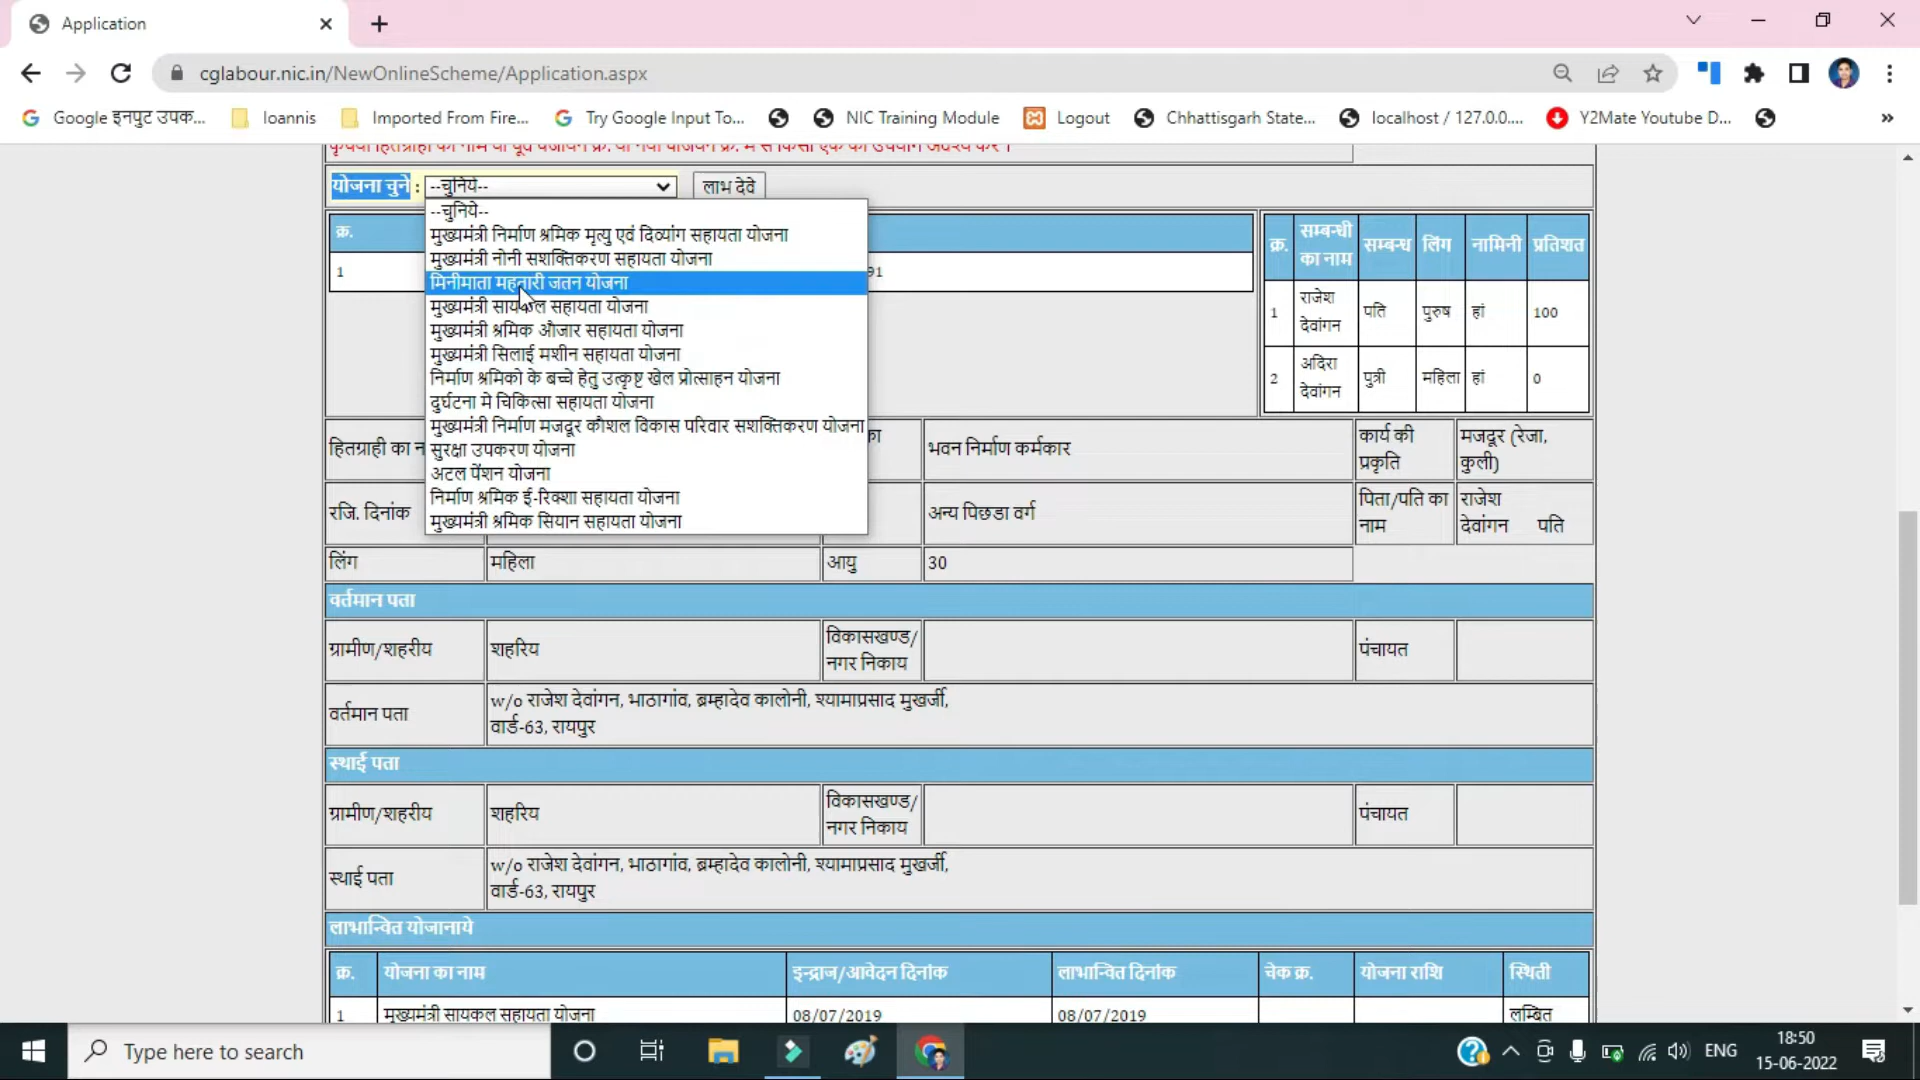 Application
cglabour.nic.in/NewOnlineScheme/Application.aspx
Google इनपुट उपक... Ioannis Imported From Fire... Try Google Input To... NIC Training Module Logout Chhattisgarh State... localhost / 127.0.0.... Y2Mate Youtube D... »
योजना चुने : --चुनिये-- लाभ देवे
--चुनिये--
मुख्यमंत्री निर्माण श्रमिक मृत्यु एवं दिव्यांग सहायता योजना
मुख्यमंत्री नोनी सशक्तिकरण सहायता योजना
मिनीमाता महतारी जतन योजना
मुख्यमंत्री सायकल सहायता योजना
मुख्यमंत्री श्रमिक औजार सहायता योजना
मुख्यमंत्री सिलाई मशीन सहायता योजना
निर्माण श्रमिको के बच्चे हेतु उत्कृष्ट खेल प्रोत्साहन योजना
दुर्घटना मे चिकित्सा सहायता योजना
मुख्यमंत्री निर्माण मजदूर कौशल विकास परिवार सशक्तिकरण योजना
सुरक्षा उपकरण योजना
अटल पेंशन योजना
निर्माण श्रमिक ई-रिक्शा सहायता योजना
मुख्यमंत्री श्रमिक सियान सहायता योजना
क्र.
1 91
क्र. सम्बन्धी का नाम सम्बन्ध लिंग नामिनी प्रतिशत
1 राजेश देवांगन पति पुरुष हां 100
2 अदिरा देवांगन पुत्री महिला हां 0
हितग्राही का भवन निर्माण कर्मकार कार्य की प्रकृति मजदूर (रेजा, कुली)
रजि. दिनांक अन्य पिछडा वर्ग पिता/पति का नाम राजेश देवांगन पति
लिंग महिला आयु 30
वर्तमान पता
ग्रामीण/शहरीय शहरिय विकासखण्ड/ नगर निकाय पंचायत
वर्तमान पता w/o राजेश देवांगन, भाठागांव, ब्रम्हादेव कालोनी, श्यामाप्रसाद मुखर्जी,
वार्ड-63, रायपुर
स्थाई पता
ग्रामीण/शहरीय शहरिय विकासखण्ड/ नगर निकाय पंचायत
स्थाई पता w/o राजेश देवांगन, भाठागांव, ब्रम्हादेव कालोनी, श्यामाप्रसाद मुखर्जी,
वार्ड-63, रायपुर
लाभान्वित योजानाये
क्र. योजना का नाम इन्द्राज/आवेदन दिनांक लाभान्वित दिनांक चेक क्र. योजना राशि स्थिती
1 मुख्यमंत्री सायकल सहायता योजना 08/07/2019 08/07/2019 लम्बित
Type here to search ENG 18:50
15-06-2022